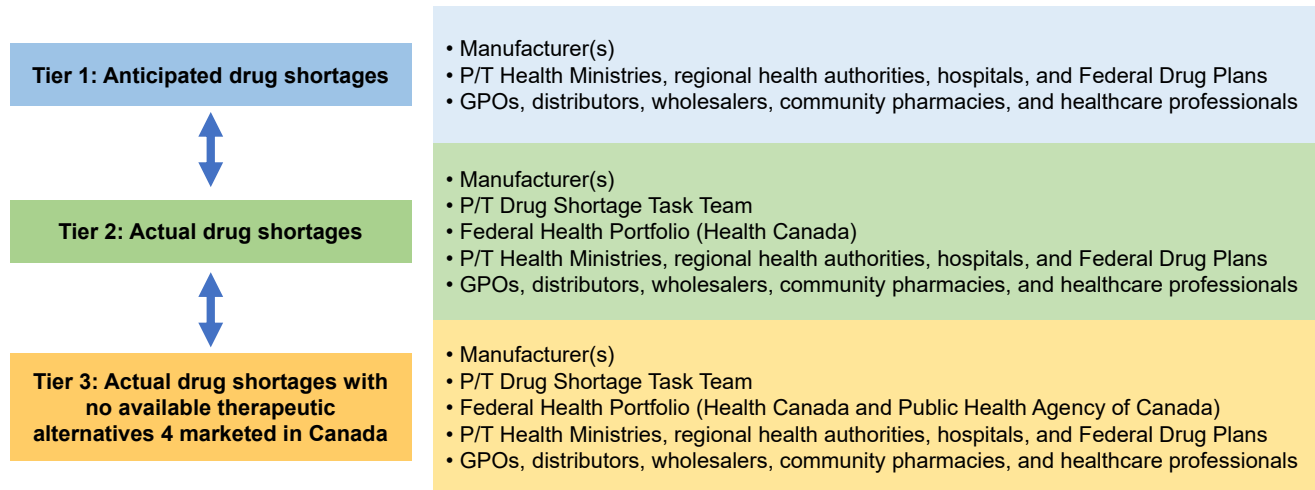 Tier 1: Anticipated drug shortages
• Manufacturer(s)
• P/T Health Ministries, regional health authorities, hospitals, and Federal Drug Plans
• GPOs, distributors, wholesalers, community pharmacies, and healthcare professionals
Tier 2: Actual drug shortages
• Manufacturer(s)
• P/T Drug Shortage Task Team
• Federal Health Portfolio (Health Canada)
• P/T Health Ministries, regional health authorities, hospitals, and Federal Drug Plans
• GPOs, distributors, wholesalers, community pharmacies, and healthcare professionals
Tier 3: Actual drug shortages with
no available therapeutic
alternatives 4 marketed in Canada
• Manufacturer(s)
• P/T Drug Shortage Task Team
• Federal Health Portfolio (Health Canada and Public Health Agency of Canada)
• P/T Health Ministries, regional health authorities, hospitals, and Federal Drug Plans
• GPOs, distributors, wholesalers, community pharmacies, and healthcare professionals